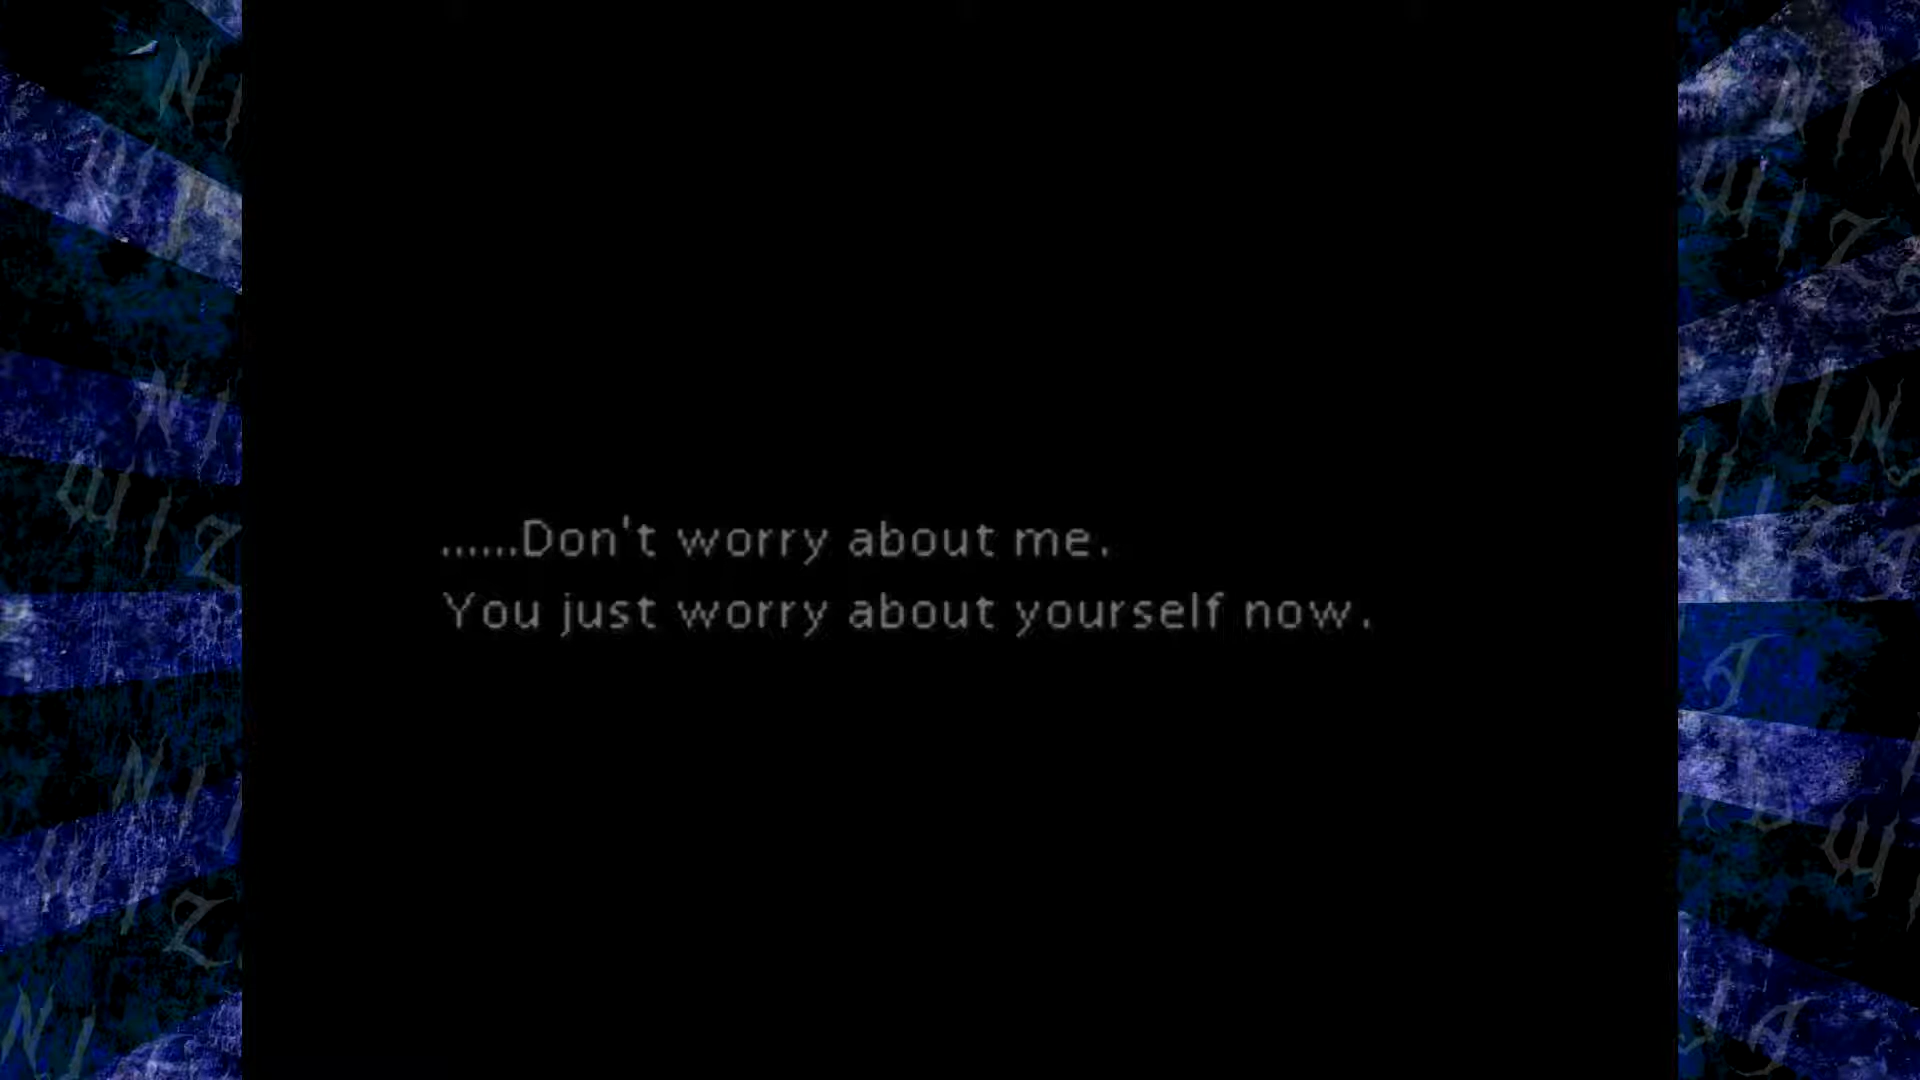 ......Don't worry about me.
You just worry about yourself now.